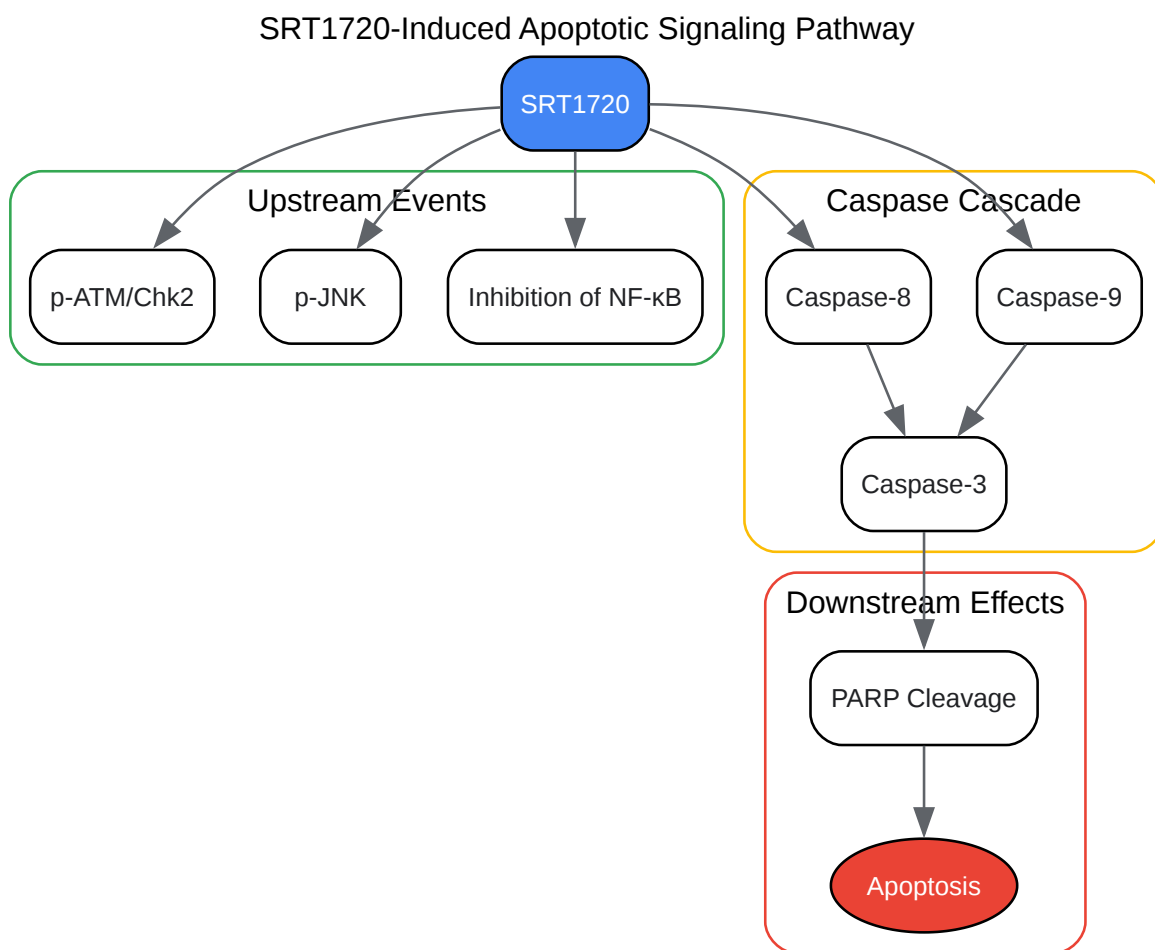 SRT1720-Induced Apoptotic Signaling Pathway
SRT1720
Upstream Events
Caspase Cascade
p-ATM/Chk2
p-JNK
Inhibition of NF-κB
Caspase-8
Caspase-9
Caspase-3
Downstream Effects
PARP Cleavage
Apoptosis